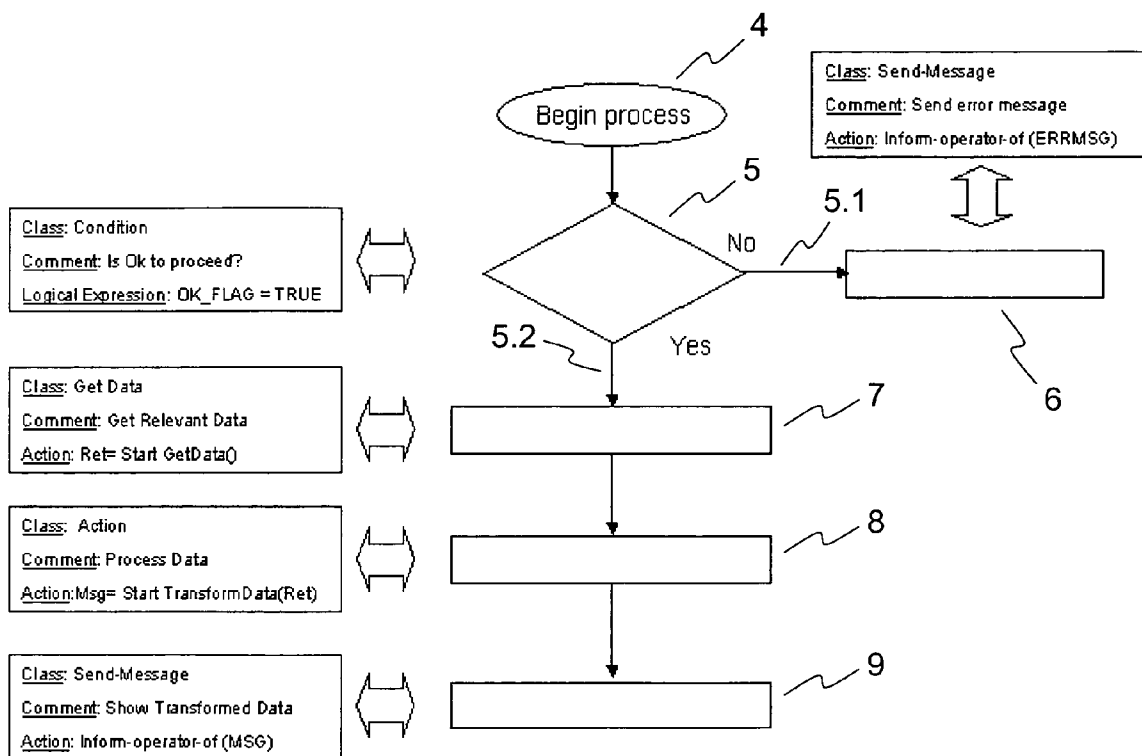 4
Begin process
Class: Send-Message
Comment: Send error message
Action: Inform-operator-of (ERRMSG)
5
5.1
No
Class: Condition
Comment: Is Ok to proceed?
Logical Expression: OK_FLAG = TRUE
5.2
Yes
6
Class: Get Data
Comment: Get Relevant Data
Action: Ret= Start GetData()
7
Class: Action
Comment: Process Data
Action:Msg= Start TransformData(Ret)
8
Class: Send-Message
Comment: Show Transformed Data
Action: Inform-operator-of (MSG)
9